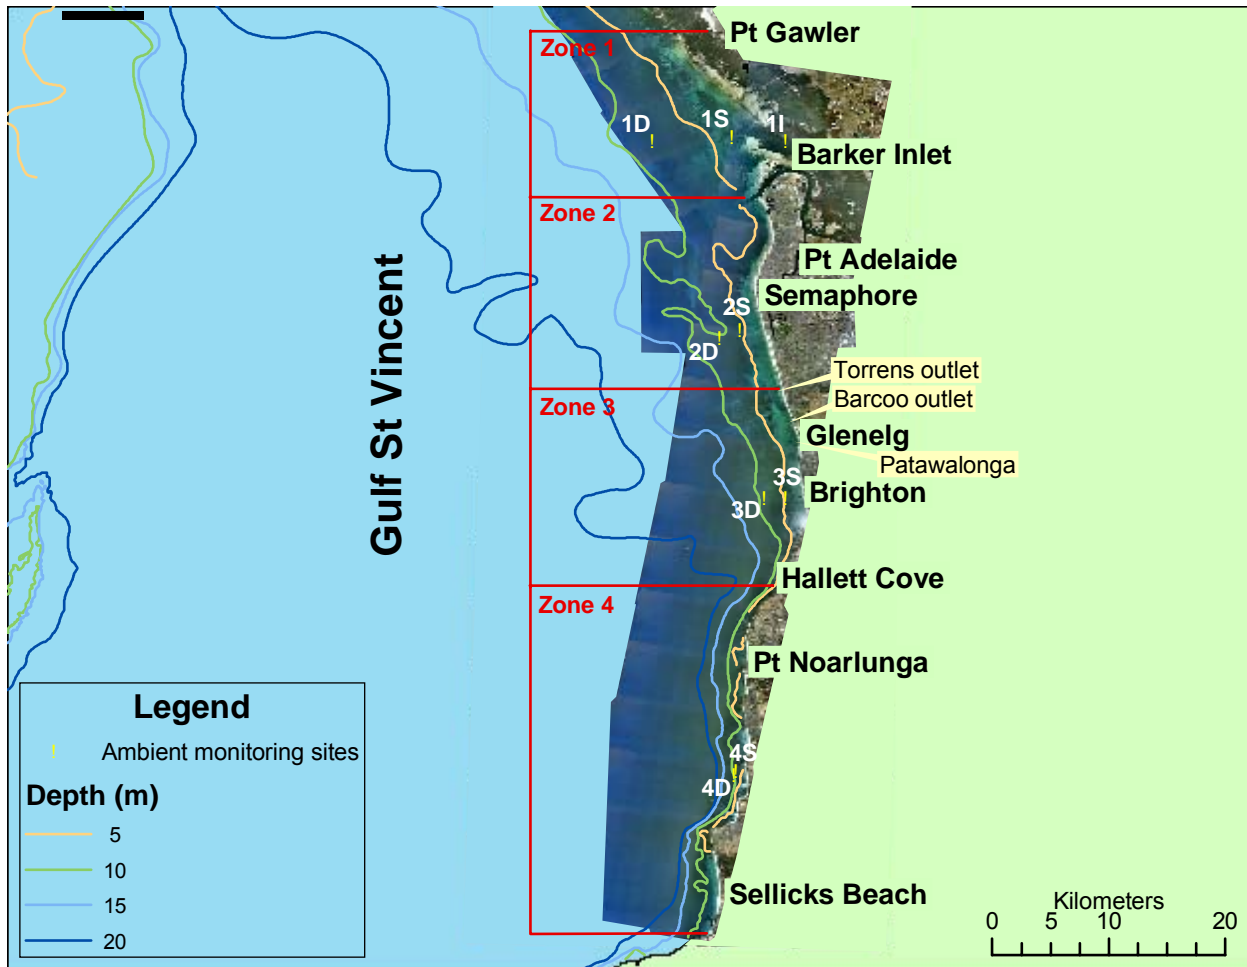 Pt Gawler
Zone 1
1D
1S
1I
Barker Inlet
Zone 2
Pt Adelaide
Semaphore
2S
2D
Gulf St Vincent
Torrens outlet
Zone 3
Barcoo outlet
Glenelg
Patawalonga
3S
Brighton
3D
Hallett Cove
Zone 4
Pt Noarlunga
4S
4D
Sellicks Beach
Legend
! Ambient monitoring sites
Depth (m)
5
10
15
20
Kilometers
0 5 10 20